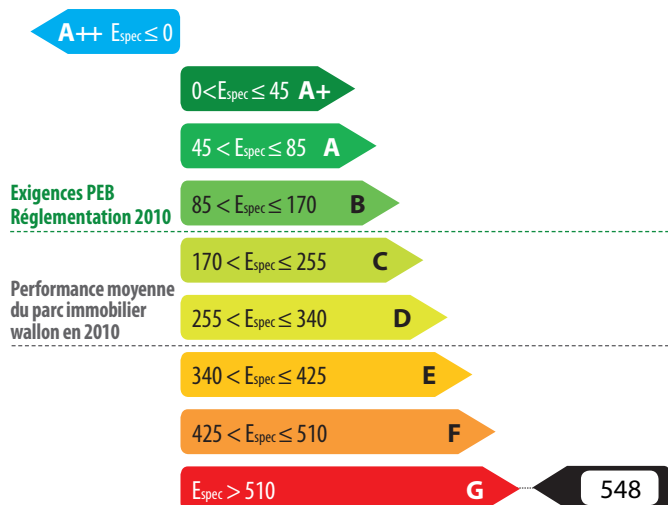 A++ Espec ≤ 0
0<Espec ≤ 45 A+
45 < Espec ≤ 85 A
Exigences PEB
Réglementation 2010
85 < Espec ≤ 170 B
170 < Espec ≤ 255 C
Performance moyenne
du parc immobilier
wallon en 2010
255 < Espec ≤ 340 D
340 < Espec ≤ 425 E
425 < Espec ≤ 510 F
Espec > 510 G 548